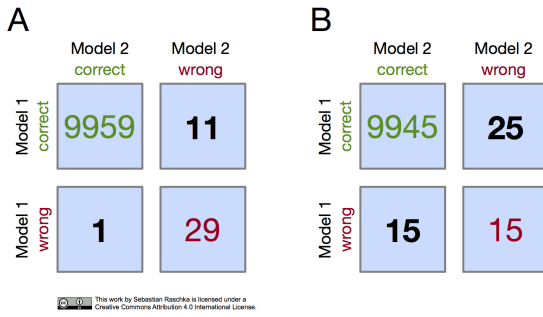 A
Model 2 Model 2
correct wrong
Model 1
correct
9959 11
Model 1
wrong
1 29
B
Model 2 Model 2
correct wrong
Model 1
correct
9945 25
Model 1
wrong
15 15
cc BY
This work by Sebastian Raschka is licensed under a
Creative Commons Attribution 4.0 International License.